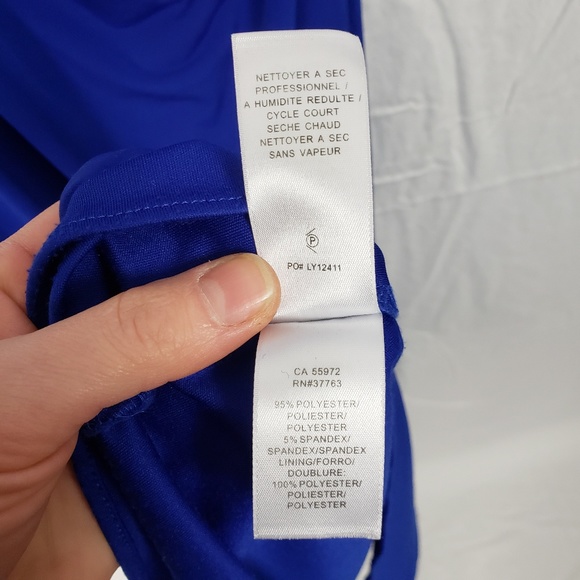 NETTOYER A SEC
PROFESSIONNEL /
A HUMIDITE REDULTE /
CYCLE COURT
SECHE CHAUD
NETTOYER A SEC
SANS VAPEUR
P
PO# LY12411
CA 55972
RN#37763
95% POLYESTER/
POLIESTER/
POLYESTER
5% SPANDEX/
SPANDEX/SPANDEX
LINING/FORRO/
DOUBLURE:
100% POLYESTER/
POLIESTER/
POLYESTER